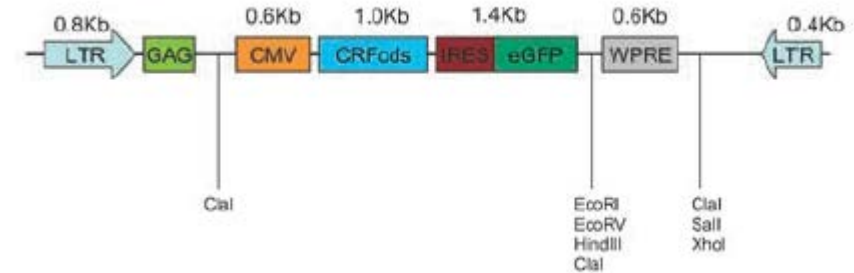 0.8Kb
0.6Kb
1.0Kb
1.4Kb
0.6Kb
0.4Kb
LTR
GAG
CMV
CRFods
IRES
eGFP
WPRE
LTR
ClaI
EcoRI
EcoRV
HindIII
ClaI
ClaI
SalI
XhoI